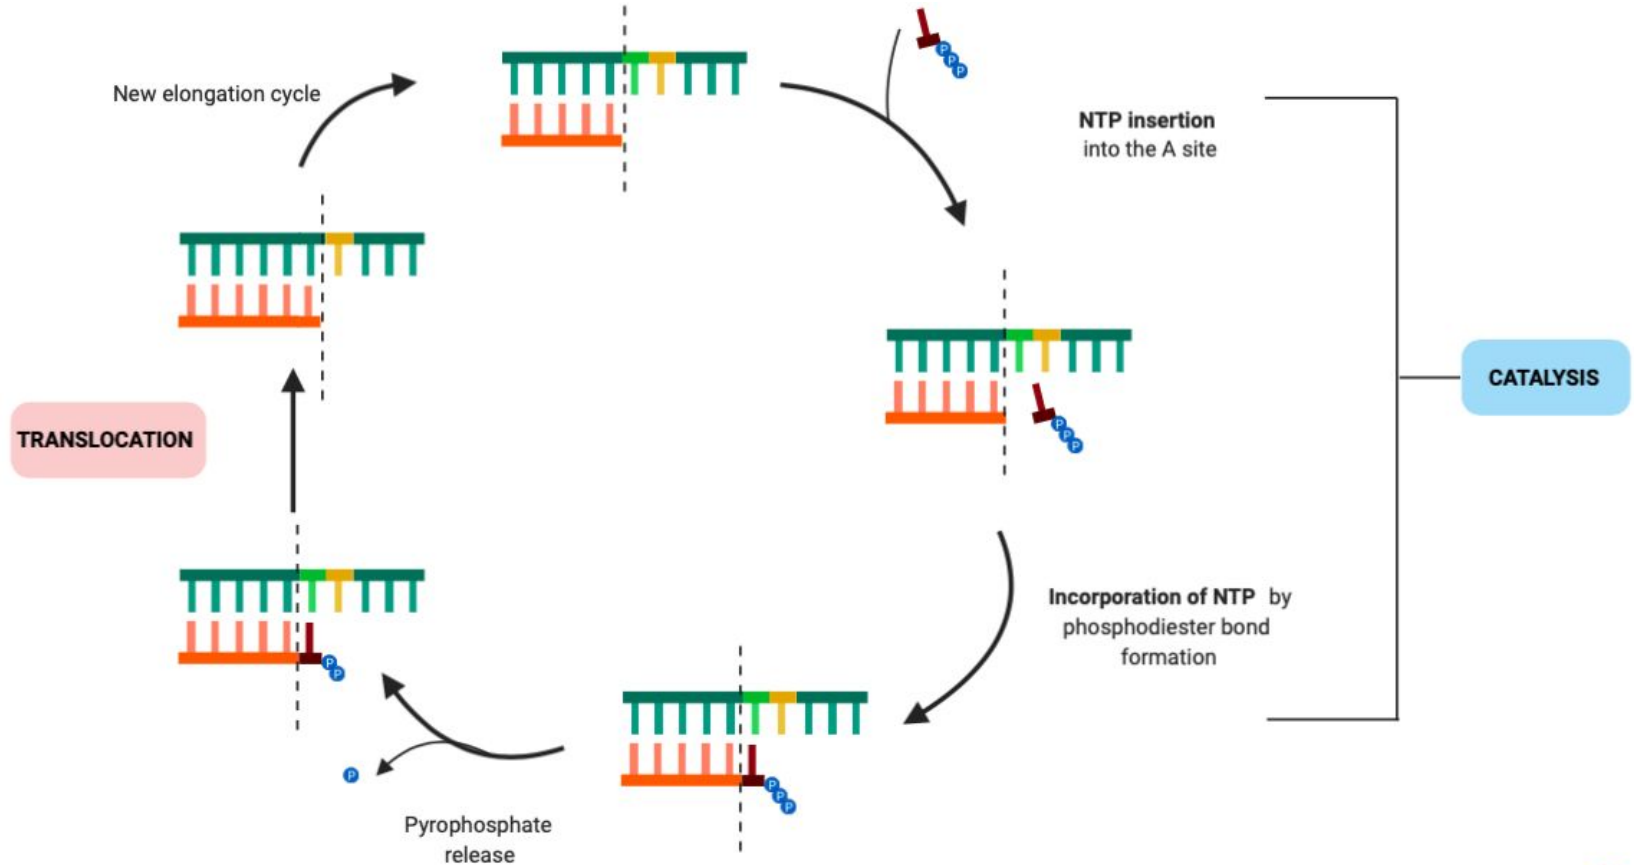 New elongation cycle
P
P
P
NTP insertion
into the A site
CATALYSIS
P
P
P
TRANSLOCATION
Incorporation of NTP by
phosphodiester bond
formation
P
P
P
P
P
P
Pyrophosphate
release